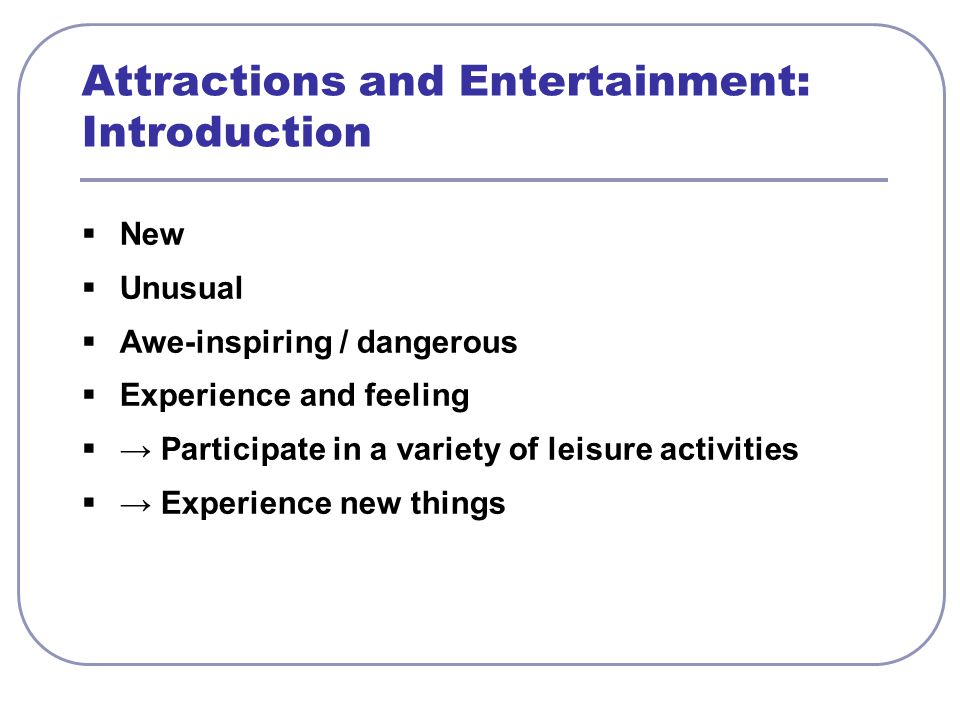 Attractions and Entertainment:
Introduction
▪ New
▪ Unusual
▪ Awe-inspiring / dangerous
▪ Experience and feeling
▪ → Participate in a variety of leisure activities
▪ → Experience new things